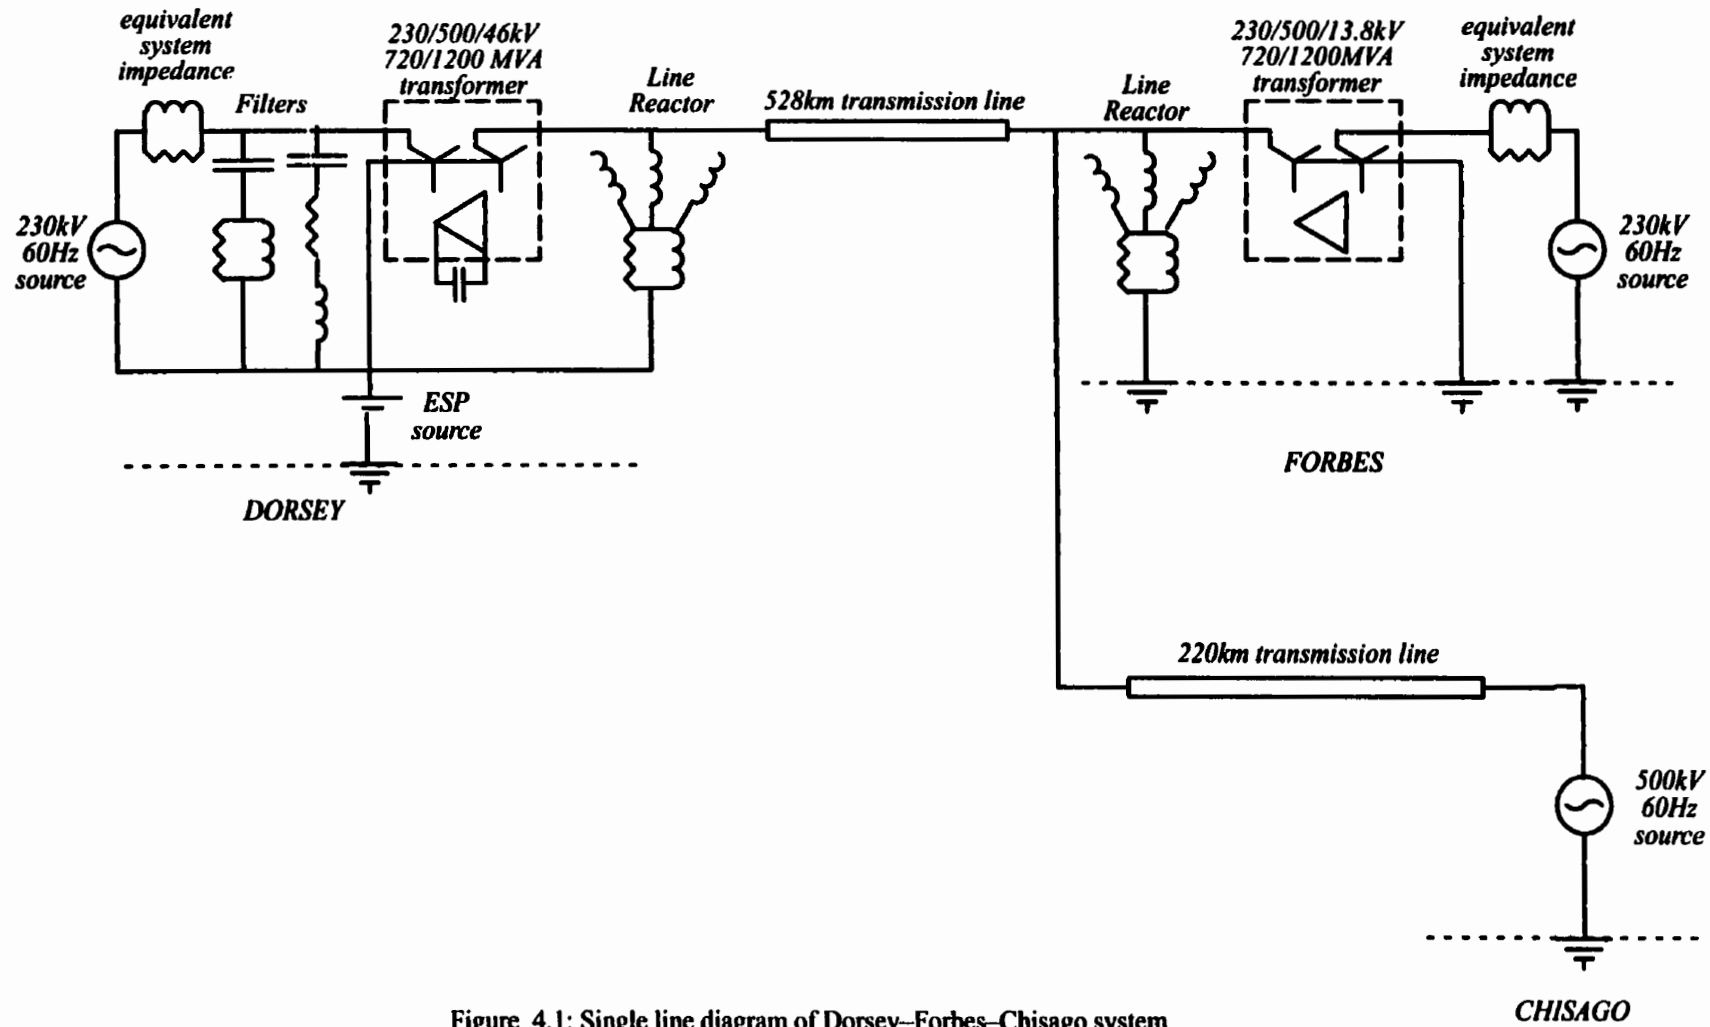 equivalent
system
impedance
Filters
230/500/46kV
720/1200 MVA
transformer
Line
Reactor
528km transmission line
Line
Reactor
230/500/13.8kV
720/1200MVA
transformer
equivalent
system
impedance
230kV
60Hz
source
230kV
60Hz
source
ESP
source
DORSEY
FORBES
220km transmission line
500kV
60Hz
source
CHISAGO
Figure 4.1: Single line diagram of Dorsey–Forbes–Chisago system